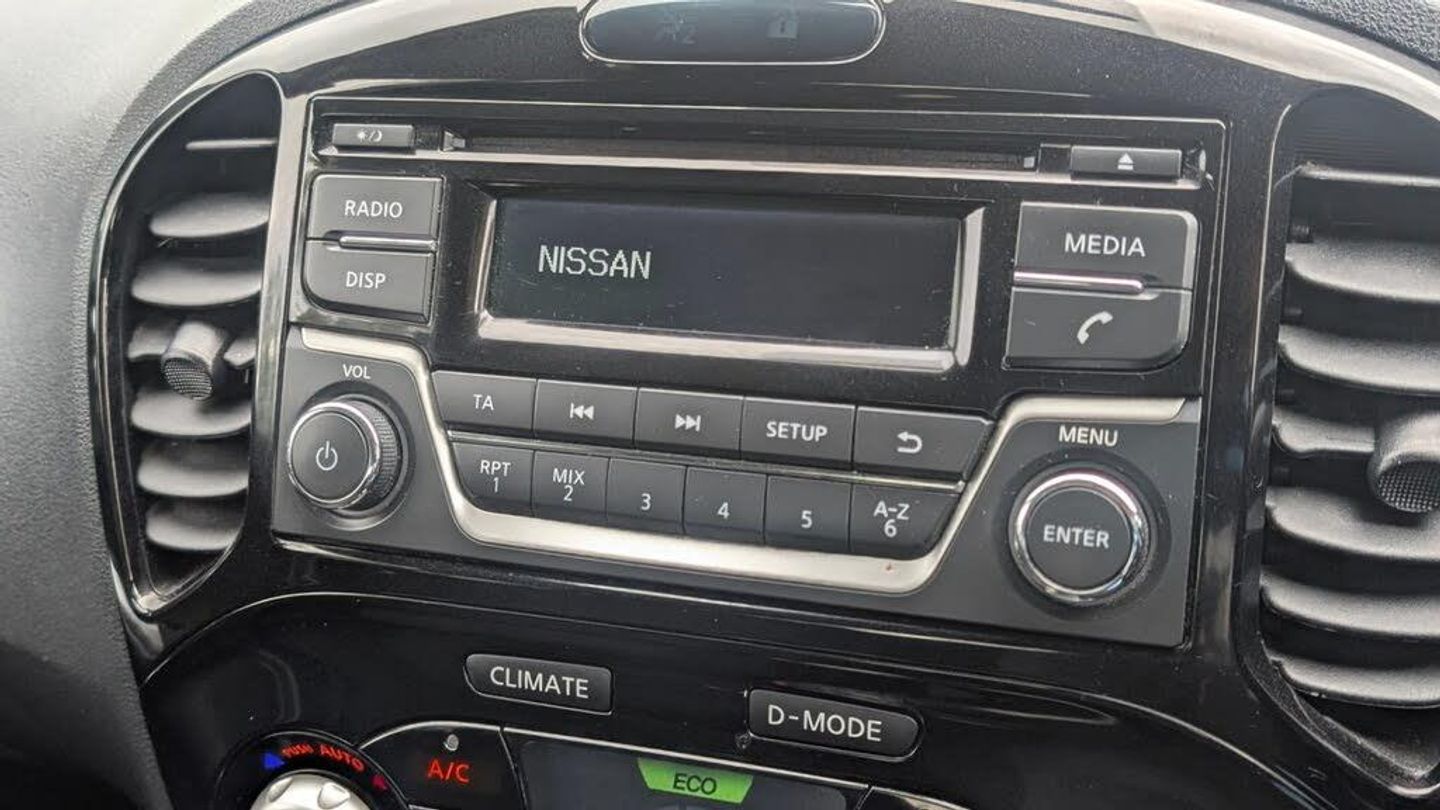 RADIO
DISP
NISSAN
MEDIA
VOL
TA
SETUP
MENU
RPT
1
MIX
2
3
4
5
A-Z
6
ENTER
CLIMATE
D-MODE
AUTO
A/C
ECO